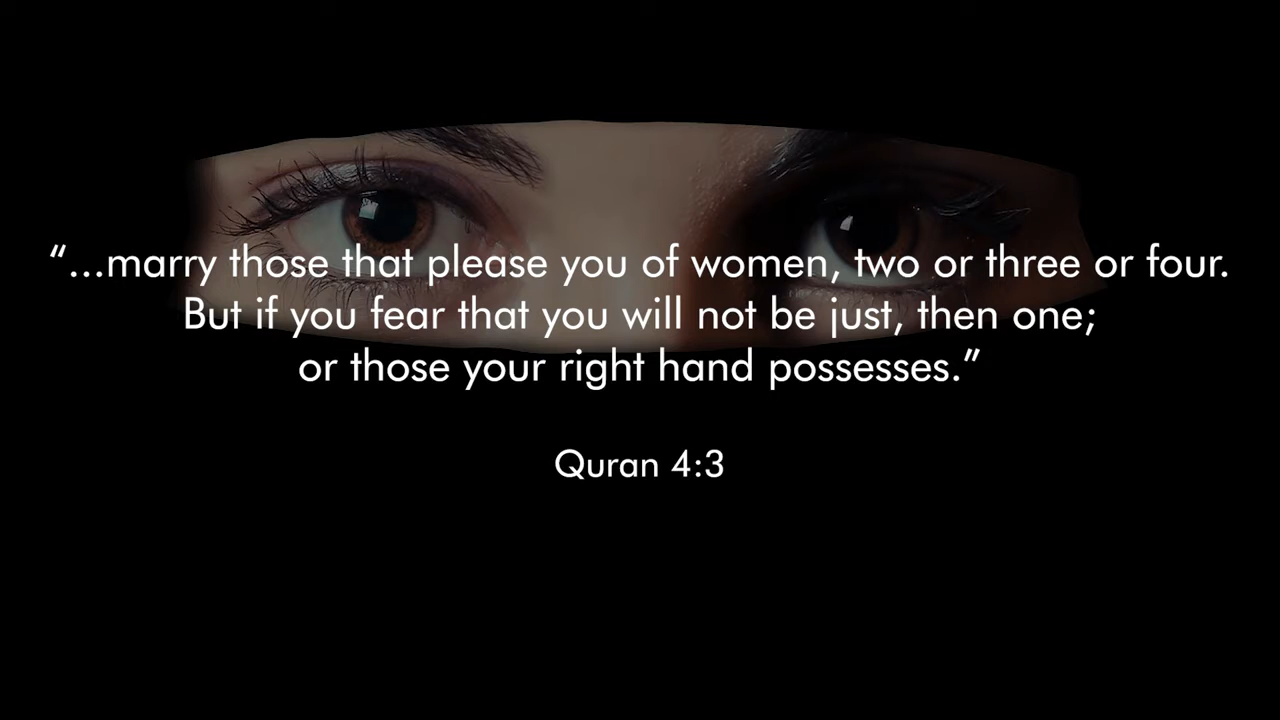 “...marry those that please you of women, two or three or four.
But if you fear that you will not be just, then one;
or those your right hand possesses.”
Quran 4:3